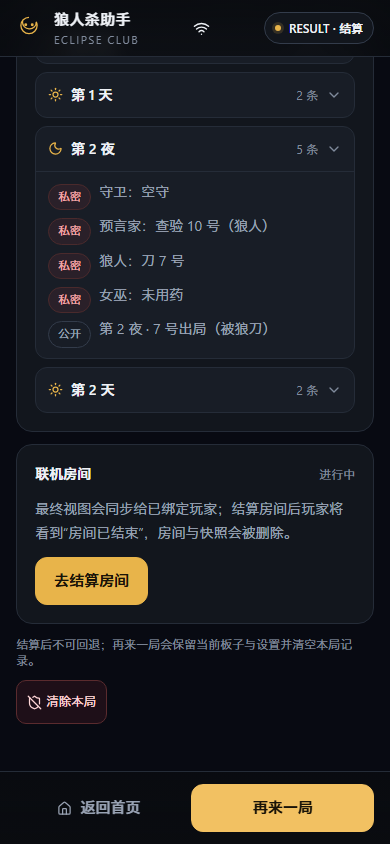 狼人杀助手
ECLIPSE CLUB
RESULT · 结算
第 1 天
2 条
第 2 夜
5 条
私密 守卫：空守
私密 预言家：查验 10 号（狼人）
私密 狼人：刀 7 号
私密 女巫：未用药
公开 第 2 夜 · 7 号出局（被狼刀）
第 2 天
2 条
联机房间
进行中
最终视图会同步给已绑定玩家；结算房间后玩家将
看到“房间已结束”，房间与快照会被删除。
去结算房间
结算后不可回退；再来一局会保留当前板子与设置并清空本局记
录。
清除本局
返回首页
再来一局